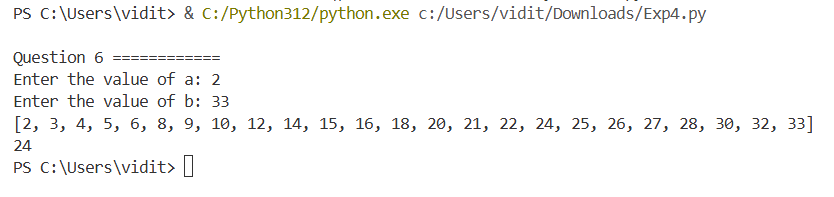 PS C:\Users\vidit> & C:/Python312/python.exe c:/Users/vidit/Downloads/Exp4.py
Question 6 ============
Enter the value of a: 2
Enter the value of b: 33
[2, 3, 4, 5, 6, 8, 9, 10, 12, 14, 15, 16, 18, 20, 21, 22, 24, 25, 26, 27, 28, 30, 32, 33]
24
PS C:\Users\vidit>